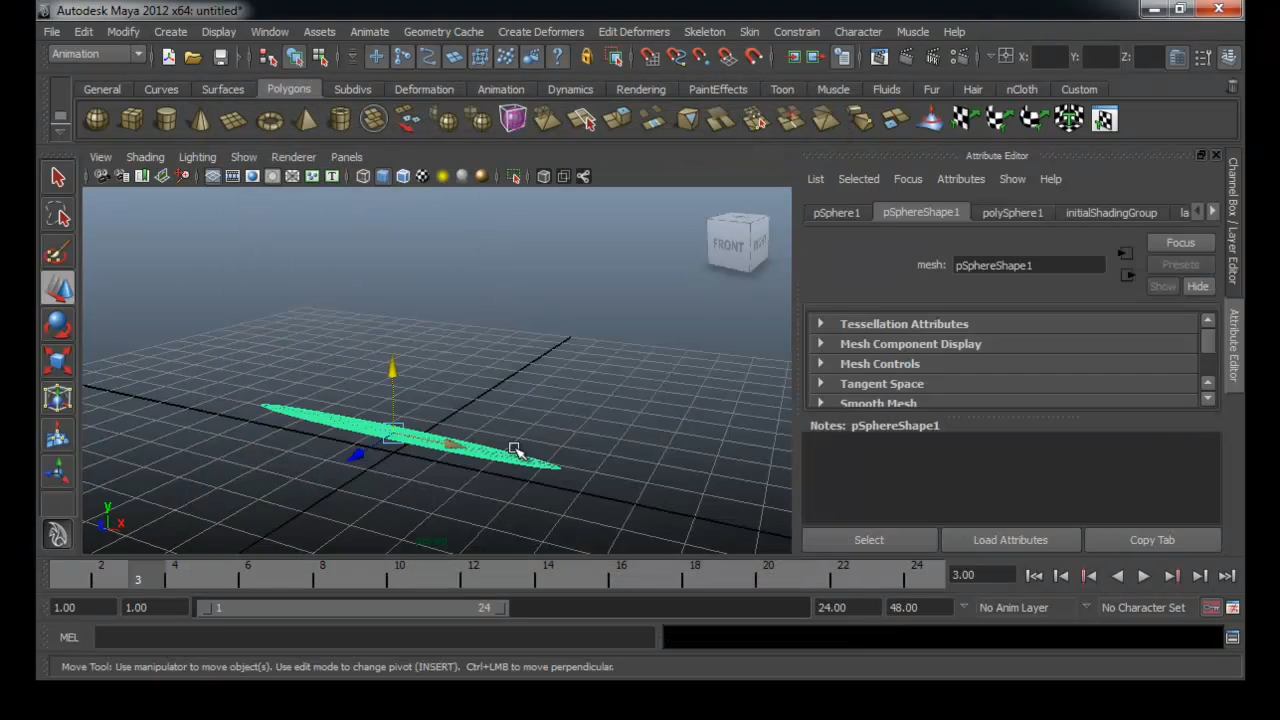 Autodesk Maya 2012 x64: untitled*
File Edit Modify Create Display Window Assets Animate Geometry Cache Create Deformers Edit Deformers Skeleton Skin Constrain Character Muscle Help
Animation X: Y: Z:
General Curves Surfaces Polygons Subdivs Deformation Animation Dynamics Rendering PaintEffects Toon Muscle Fluids Fur Hair nCloth Custom
View Shading Lighting Show Renderer Panels
Attribute Editor
List Selected Focus Attributes Show Help
pSphere1 pSphereShape1 polySphere1 initialShadingGroup la
FRONT
mesh: pSphereShape1
Focus
Presets
Show Hide
Tessellation Attributes
Mesh Component Display
Mesh Controls
Tangent Space
Smooth Mesh
Notes: pSphereShape1
Select Load Attributes Copy Tab
Channel Box / Layer Editor
Attribute Editor
y
x
persp
2 3 4 6 8 10 12 14 16 18 20 22 24 3.00
1.00 1.00 1 24 24.00 48.00 No Anim Layer No Character Set
MEL
Move Tool: Use manipulator to move object(s). Use edit mode to change pivot (INSERT). Ctrl+LMB to move perpendicular.